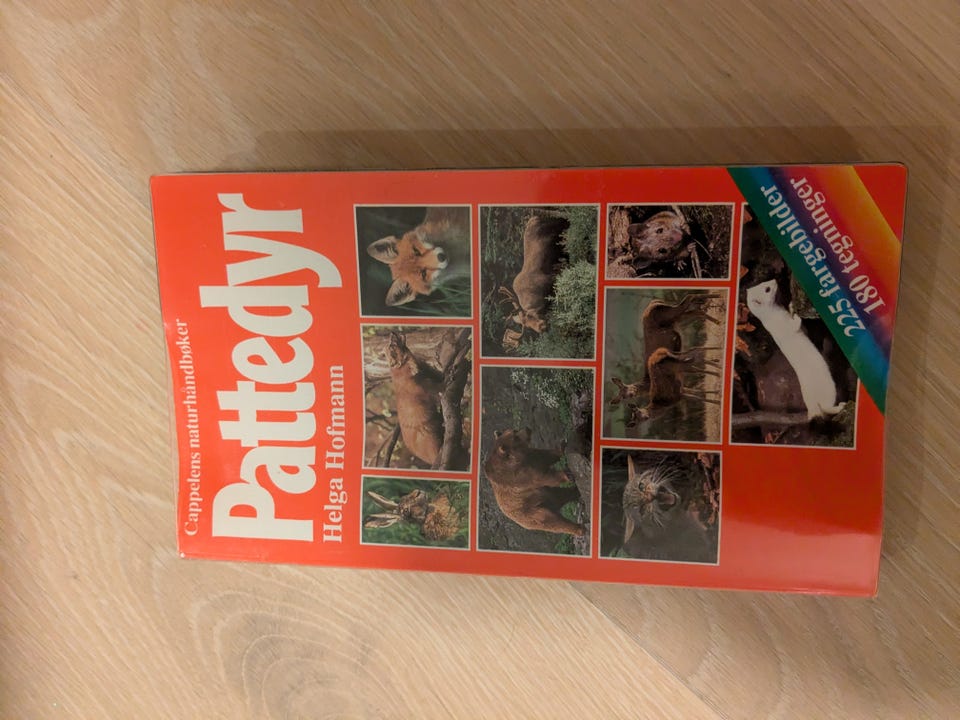 Cappelens naturhåndbøker
Pattedyr
Helga Hofmann
225 fargebilder
180 tegninger